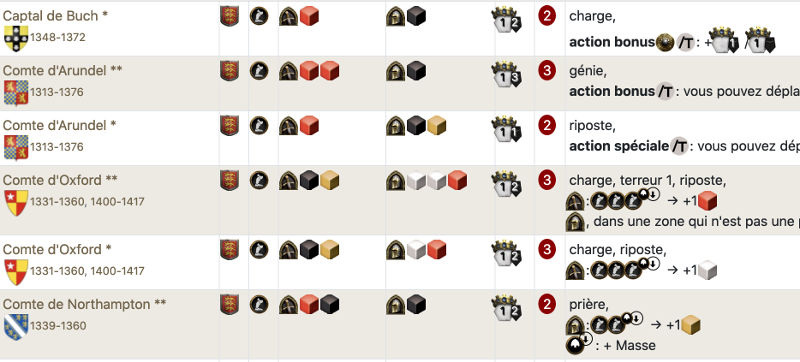 Captal de Buch *
1348-1372
1 2
2
charge,
action bonus /T : + 1 / 1
Comte d'Arundel **
1313-1376
1 3
3
génie,
action bonus /T : vous pouvez dépla
Comte d'Arundel *
1313-1376
1 1
2
riposte,
action spéciale /T : vous pouvez dép
Comte d'Oxford **
1331-1360, 1400-1417
1 2
3
charge, terreur 1, riposte,
: → +1
, dans une zone qui n'est pas une p
Comte d'Oxford *
1331-1360, 1400-1417
1 2
3
charge, riposte,
: → +1
Comte de Northampton **
1339-1360
1 2
2
prière,
: → +1
: + Masse